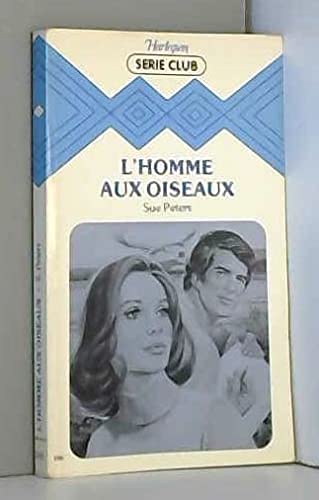 Harlequin
SERIE CLUB
L'HOMME
AUX OISEAUX
Sue Peters
L'HOMME AUX OISEAUX - S. Peters